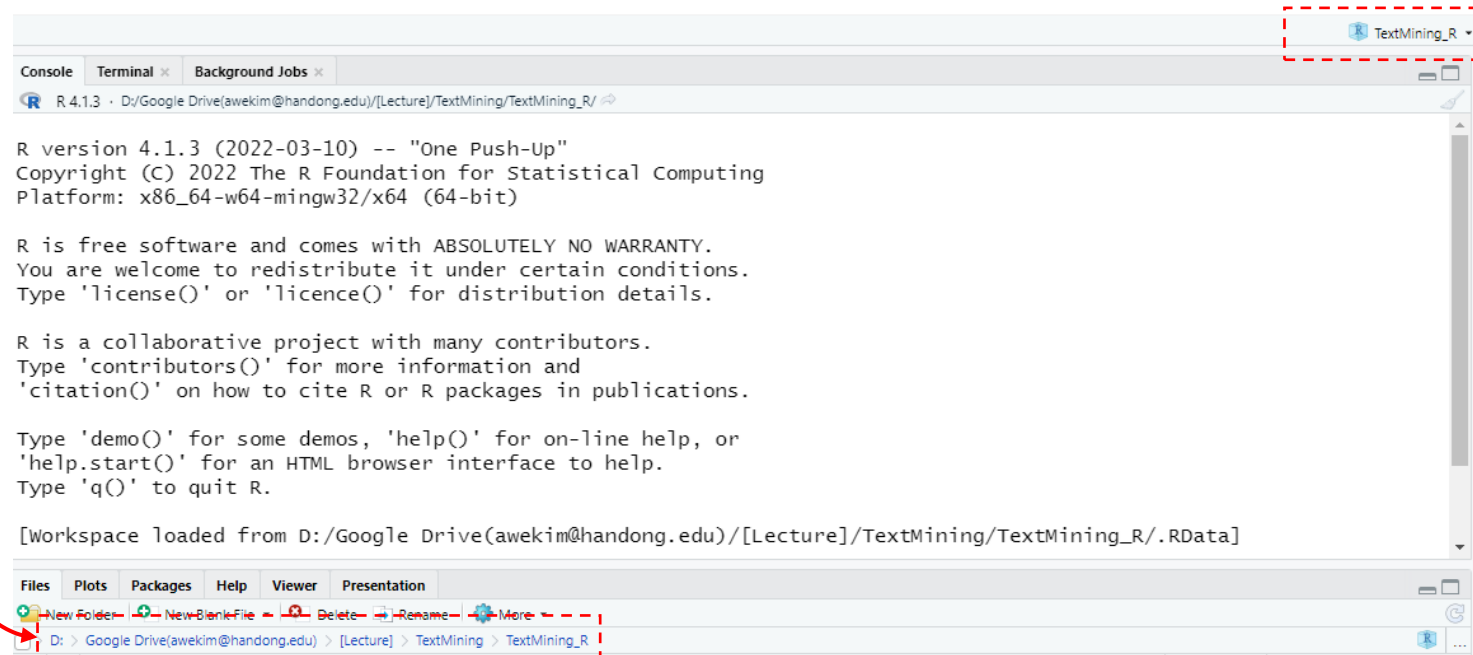 TextMining_R
Console Terminal Background Jobs
R 4.1.3 · D:/Google Drive(awekim@handong.edu)/[Lecture]/TextMining/TextMining_R/
R version 4.1.3 (2022-03-10) -- "One Push-Up"
Copyright (C) 2022 The R Foundation for Statistical Computing
Platform: x86_64-w64-mingw32/x64 (64-bit)
R is free software and comes with ABSOLUTELY NO WARRANTY.
You are welcome to redistribute it under certain conditions.
Type 'license()' or 'licence()' for distribution details.
R is a collaborative project with many contributors.
Type 'contributors()' for more information and
'citation()' on how to cite R or R packages in publications.
Type 'demo()' for some demos, 'help()' for on-line help, or
'help.start()' for an HTML browser interface to help.
Type 'q()' to quit R.
[Workspace loaded from D:/Google Drive(awekim@handong.edu)/[Lecture]/TextMining/TextMining_R/.RData]
Files Plots Packages Help Viewer Presentation
New Folder New Blank File Delete Rename More
D: > Google Drive(awekim@handong.edu) > [Lecture] > TextMining > TextMining_R ...